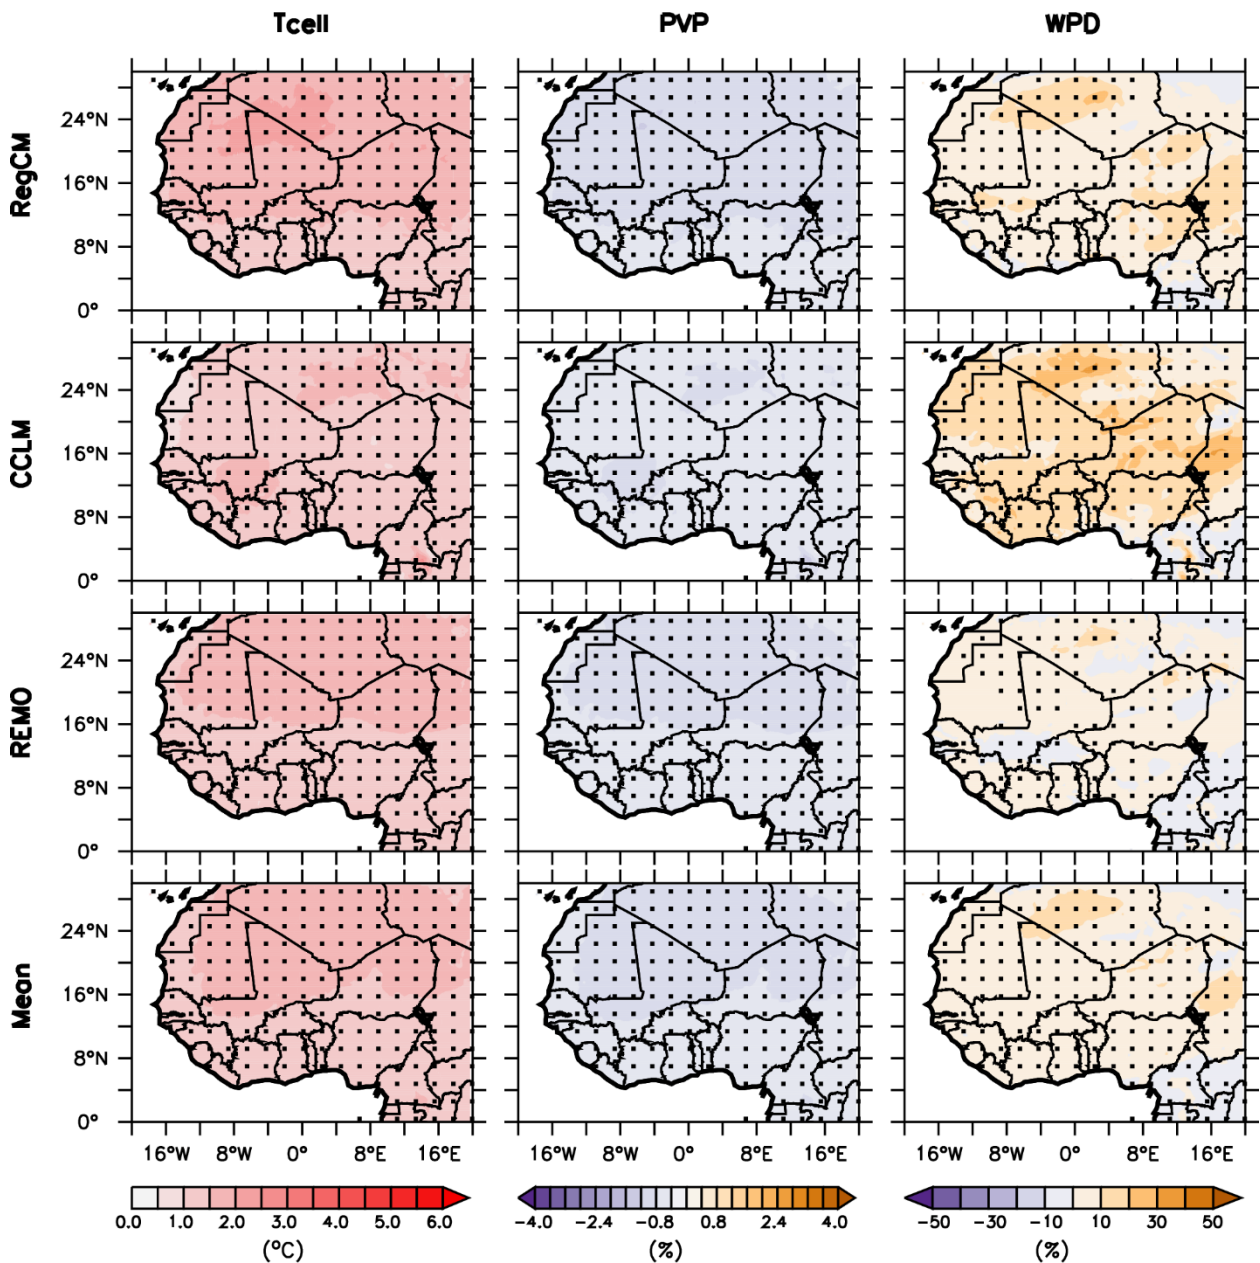 Tcell PVP WPD
RegCM
24°N
16°N
8°N
0°
CCLM
24°N
16°N
8°N
0°
REMO
24°N
16°N
8°N
0°
Mean
24°N
16°N
8°N
0°
16°W 8°W 0° 8°E 16°E 16°W 8°W 0° 8°E 16°E 16°W 8°W 0° 8°E 16°E
0.0 1.0 2.0 3.0 4.0 5.0 6.0 −4.0 −2.4 −0.8 0.8 2.4 4.0 −50 −30 −10 10 30 50
(°C) (%) (%)